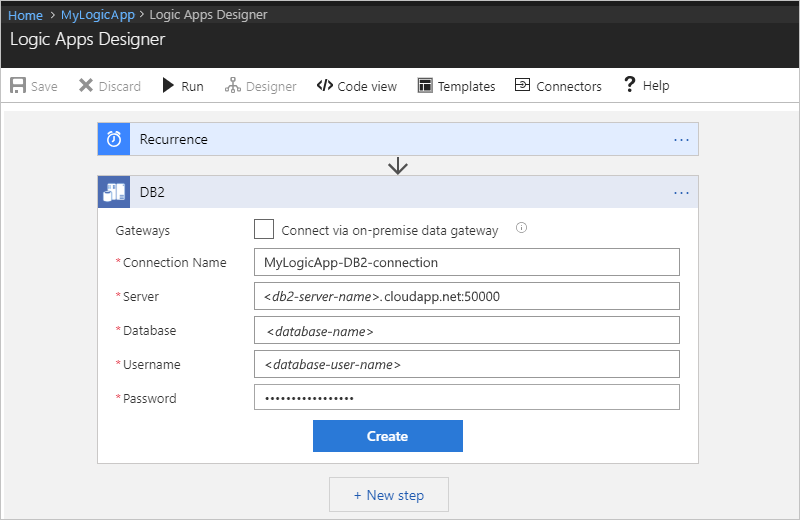 Home > MyLogicApp > Logic Apps Designer
Logic Apps Designer
Save Discard Run Designer Code view Templates Connectors Help
Recurrence ...
DB2 ...
Gateways Connect via on-premise data gateway
*Connection Name MyLogicApp-DB2-connection
*Server <db2-server-name>.cloudapp.net:50000
*Database <database-name>
*Username <database-user-name>
*Password •••••••••••••••••
Create
+ New step